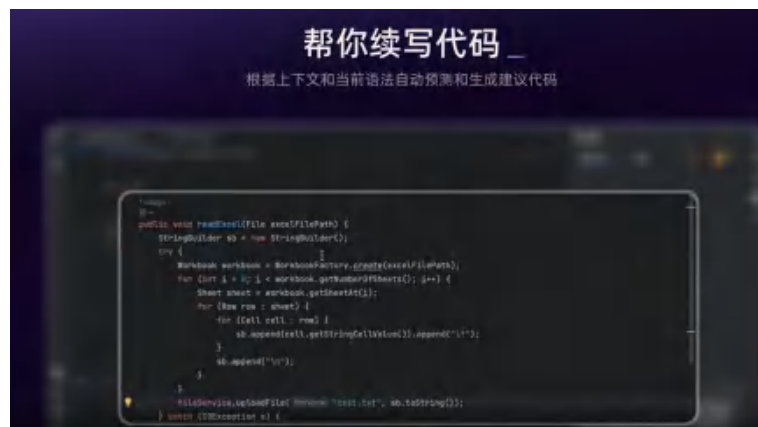 帮你续写代码_
根据上下文和当前语法自动预测和生成建议代码
public void readExcel(File excelFilePath) {
StringBuilder sb = new StringBuilder();
try {
Workbook workbook = WorkbookFactory.create(excelFilePath);
for (int i = 0; i < workbook.getNumberOfSheets(); i++) {
Sheet sheet = workbook.getSheetAt(i);
for (Row row : sheet) {
for (Cell cell : row) {
sb.append(cell.getStringCellValue()).append("\t");
}
sb.append("\n");
}
}
fileService.uploadFile( "test.txt", sb.toString());
} catch (IOException e) {